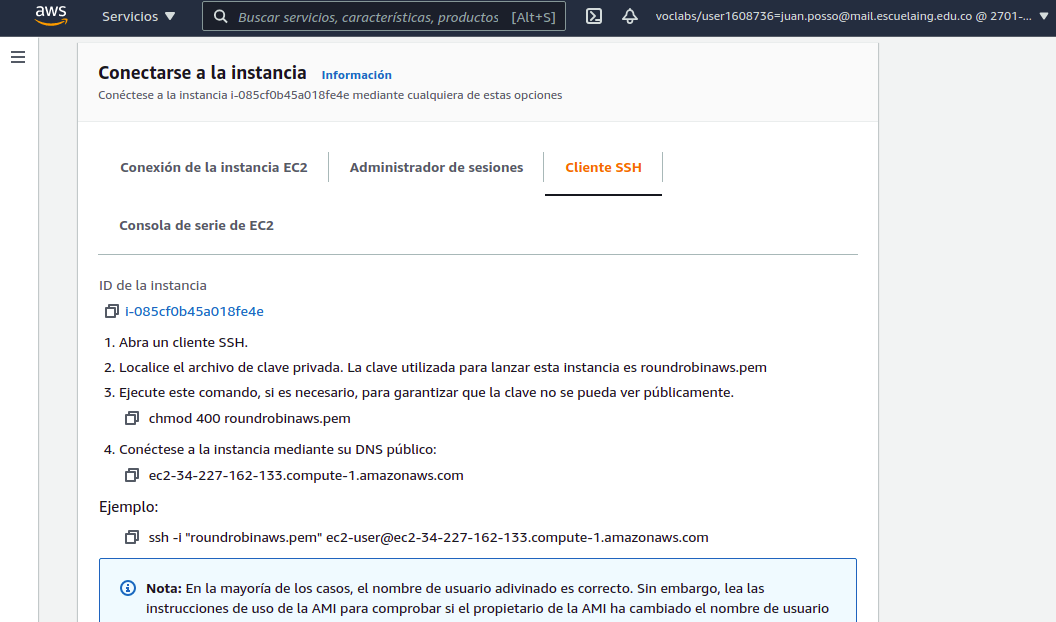 aws Servicios Buscar servicios, características, productos [Alt+S] voclabs/user1608736=juan.posso@mail.escuelaing.edu.co @ 2701-...
Conectarse a la instancia Información
Conéctese a la instancia i-085cf0b45a018fe4e mediante cualquiera de estas opciones
Conexión de la instancia EC2 Administrador de sesiones Cliente SSH
Consola de serie de EC2
ID de la instancia
i-085cf0b45a018fe4e
1. Abra un cliente SSH.
2. Localice el archivo de clave privada. La clave utilizada para lanzar esta instancia es roundrobinaws.pem
3. Ejecute este comando, si es necesario, para garantizar que la clave no se pueda ver públicamente.
chmod 400 roundrobinaws.pem
4. Conéctese a la instancia mediante su DNS público:
ec2-34-227-162-133.compute-1.amazonaws.com
Ejemplo:
ssh -i "roundrobinaws.pem" ec2-user@ec2-34-227-162-133.compute-1.amazonaws.com
Nota: En la mayoría de los casos, el nombre de usuario adivinado es correcto. Sin embargo, lea las
instrucciones de uso de la AMI para comprobar si el propietario de la AMI ha cambiado el nombre de usuario